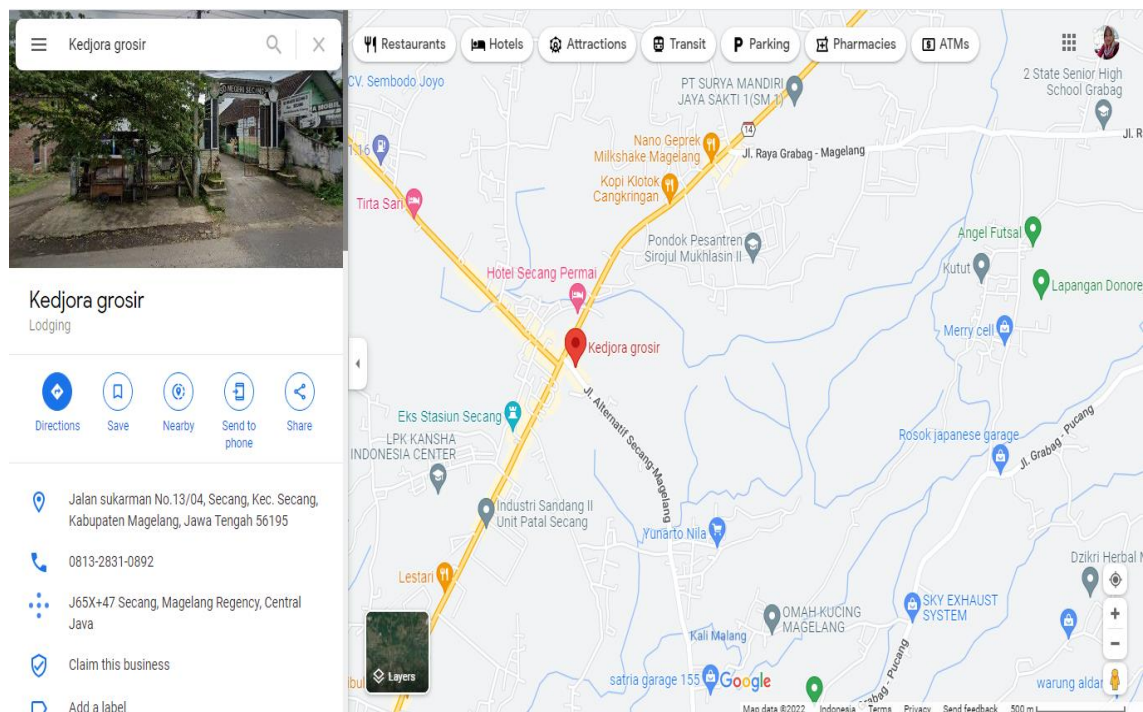 Kedjora grosir
Restaurants
Hotels
Attractions
Transit
Parking
Pharmacies
ATMs
Kedjora grosir
Lodging
Directions
Save
Nearby
Send to
phone
Share
Jalan sukarman No.13/04, Secang, Kec. Secang,
Kabupaten Magelang, Jawa Tengah 56195
0813-2831-0892
J65X+47 Secang, Magelang Regency, Central
Java
Claim this business
Add a label
CV. Sembodo Joyo
PT SURYA MANDIRI
JAYA SAKTI 1(SM 1)
2 State Senior High
School Grabag
14
Nano Geprek
Milkshake Magelang
Jl. Raya Grabag - Magelang
Jl. R
1.16
Kopi Klotok
Cangkringan
Tirta Sari
Pondok Pesantren
Sirojul Mukhlasin II
Angel Futsal
Kutut
Hotel Secang Permai
Lapangan Donore
Merry cell
Kedjora grosir
Jl. Alternatif Secang-Magelang
Eks Stasiun Secang
LPK KANSHA
INDONESIA CENTER
Rosok japanese garage
Jl. Grabag - Pucang
Industri Sandang II
Unit Patal Secang
Yunarto Nila
Lestari
Dzikri Herbal M
SKY EXHAUST
SYSTEM
OMAH KUCING
MAGELANG
Kali Malang
Layers
satria garage 155
Google
abag - Pucang
warung aldar
Map data ©2022
Indonesia
Terms
Privacy
Send feedback
500 m